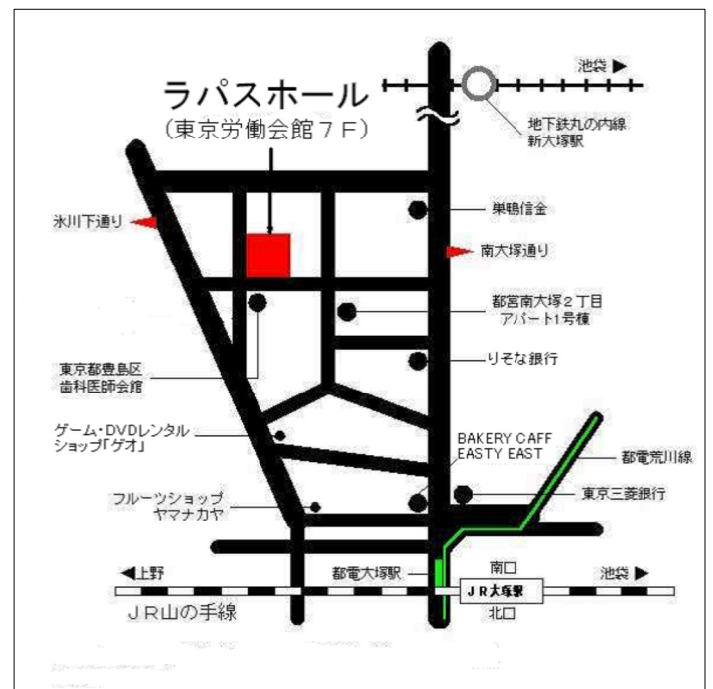 池袋 ▶
ラパスホール
（東京労働会館７Ｆ）
地下鉄丸の内線
新大塚駅
氷川下通り
巣鴨信金
南大塚通り
都宮南大塚２丁目
アパート1号棟
東京都豊島区
歯科医師会館
りそな銀行
ゲーム・DVDレンタル
ショップ「ゲオ」
BAKERY CAFF
EASTY EAST
都電荒川線
フルーツショップ
ヤマナカヤ
東京三菱銀行
◀上野
都電大塚駅
南口
池袋 ▶
ＪＲ大塚駅
ＪＲ山の手線
北口